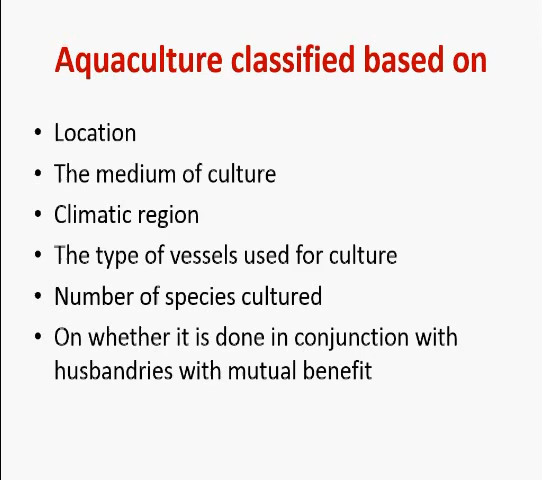 Aquaculture classified based on
• Location
• The medium of culture
• Climatic region
• The type of vessels used for culture
• Number of species cultured
• On whether it is done in conjunction with
husbandries with mutual benefit